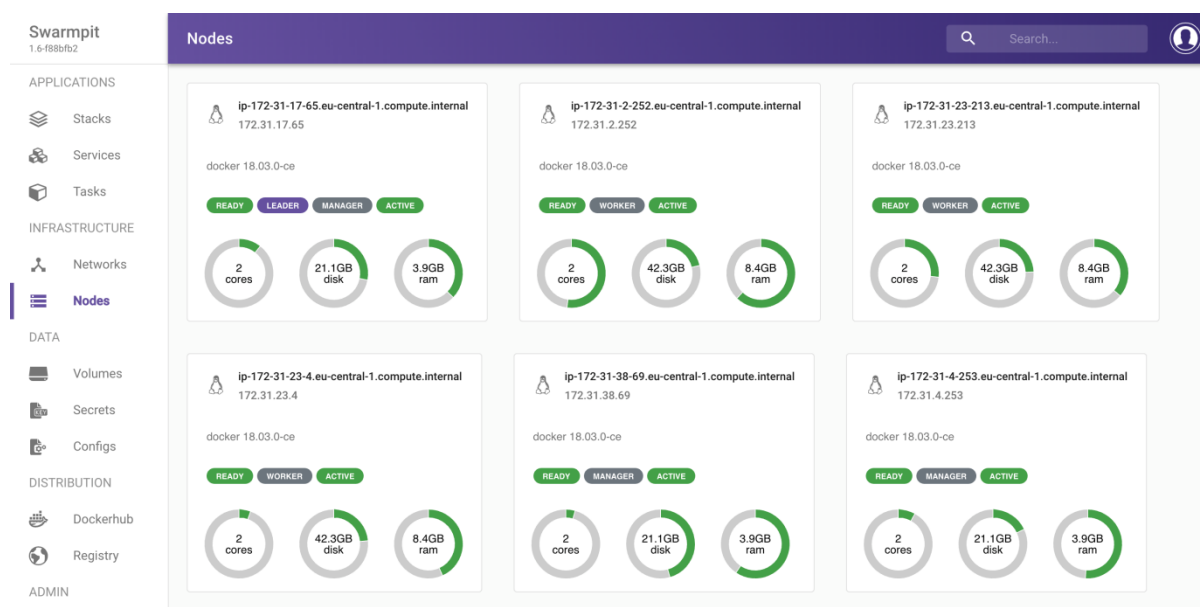 Swarmpit
1.6-f88bfb2
APPLICATIONS
Stacks
Services
Tasks
INFRASTRUCTURE
Networks
Nodes
DATA
Volumes
Secrets
Configs
DISTRIBUTION
Dockerhub
Registry
ADMIN
Nodes
Search...
ip-172-31-17-65.eu-central-1.compute.internal
172.31.17.65
docker 18.03.0-ce
READY LEADER MANAGER ACTIVE
2
cores
21.1GB
disk
3.9GB
ram
ip-172-31-2-252.eu-central-1.compute.internal
172.31.2.252
docker 18.03.0-ce
READY WORKER ACTIVE
2
cores
42.3GB
disk
8.4GB
ram
ip-172-31-23-213.eu-central-1.compute.internal
172.31.23.213
docker 18.03.0-ce
READY WORKER ACTIVE
2
cores
42.3GB
disk
8.4GB
ram
ip-172-31-23-4.eu-central-1.compute.internal
172.31.23.4
docker 18.03.0-ce
READY WORKER ACTIVE
2
cores
42.3GB
disk
8.4GB
ram
ip-172-31-38-69.eu-central-1.compute.internal
172.31.38.69
docker 18.03.0-ce
READY MANAGER ACTIVE
2
cores
21.1GB
disk
3.9GB
ram
ip-172-31-4-253.eu-central-1.compute.internal
172.31.4.253
docker 18.03.0-ce
READY MANAGER ACTIVE
2
cores
21.1GB
disk
3.9GB
ram